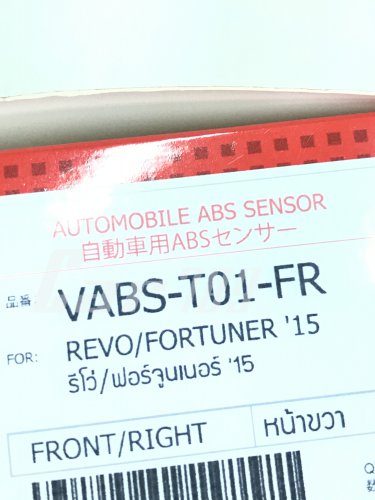 AUTOMOBILE ABS SENSOR
自動車用ABSセンサー
品番: VABS-T01-FR
FOR: REVO/FORTUNER '15
รีโว่/ฟอร์จูนเนอร์ '15
FRONT/RIGHT หน้าขวา